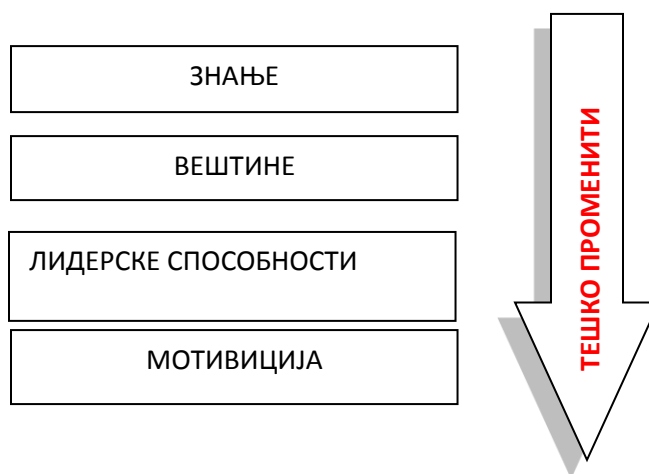 ЗНАЊЕ
ВЕШТИНЕ
ЛИДЕРСКЕ СПОСОБНОСТИ
МОТИВИЦИЈА
ТЕШКО ПРОМЕНИТИ